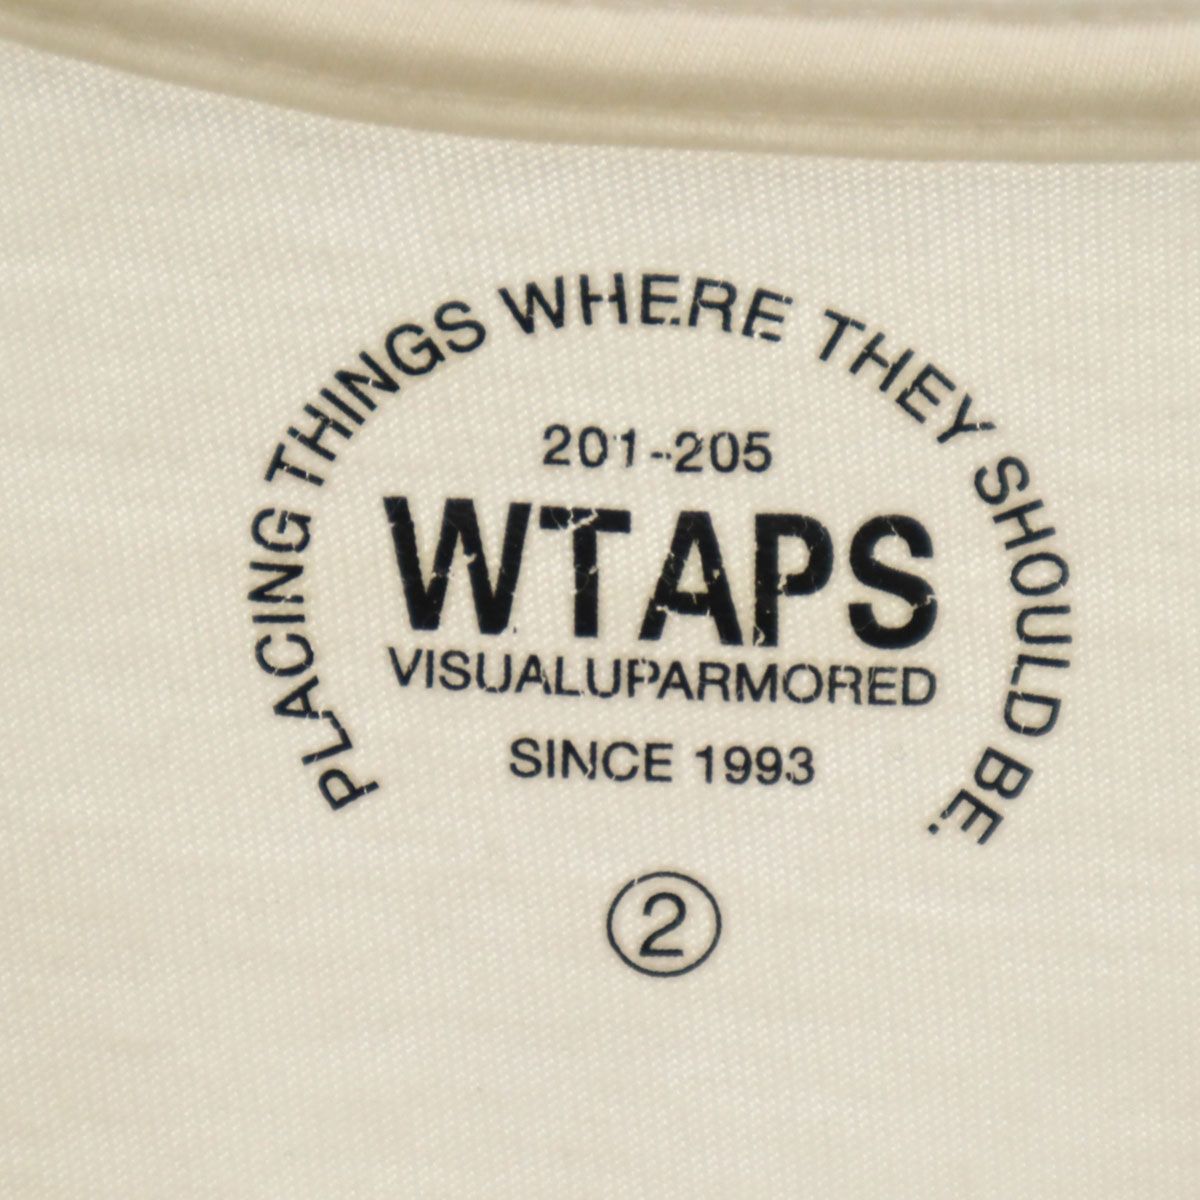 PLACING THINGS WHERE THEY SHOULD BE.
201-205
WTAPS
VISUALUPARMORED
SINCE 1993
2